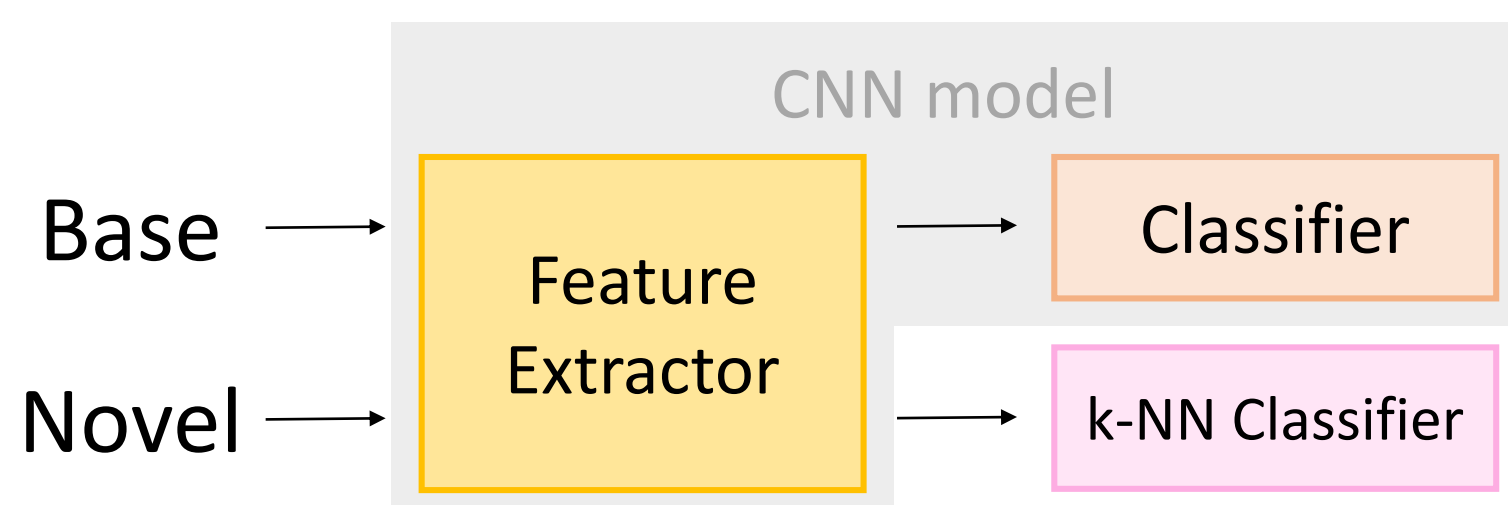 CNN model
Base
Feature
Extractor
Classifier
Novel
k-NN Classifier